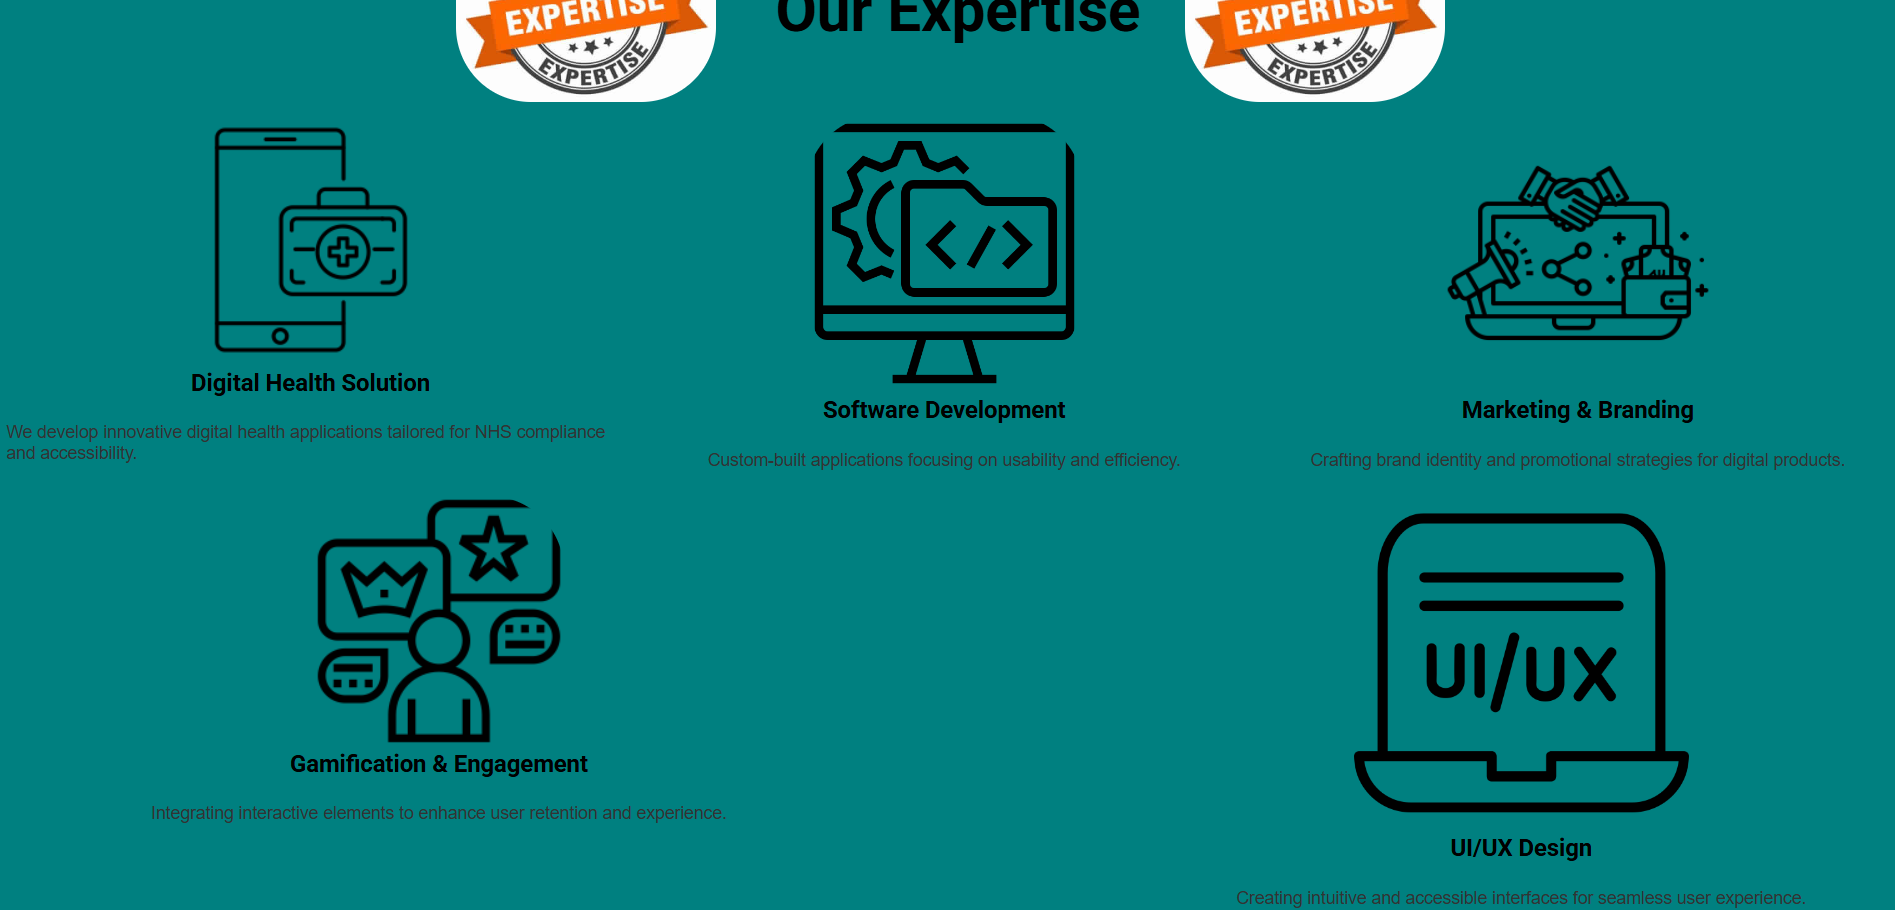 EXPERTISE
EXPERTISE
Our Expertise
EXPERTISE
EXPERTISE
Digital Health Solution
We develop innovative digital health applications tailored for NHS compliance
and accessibility.
</>
Software Development
Custom-built applications focusing on usability and efficiency.
Marketing & Branding
Crafting brand identity and promotional strategies for digital products.
Gamification & Engagement
Integrating interactive elements to enhance user retention and experience.
UI/UX
UI/UX Design
Creating intuitive and accessible interfaces for seamless user experience.